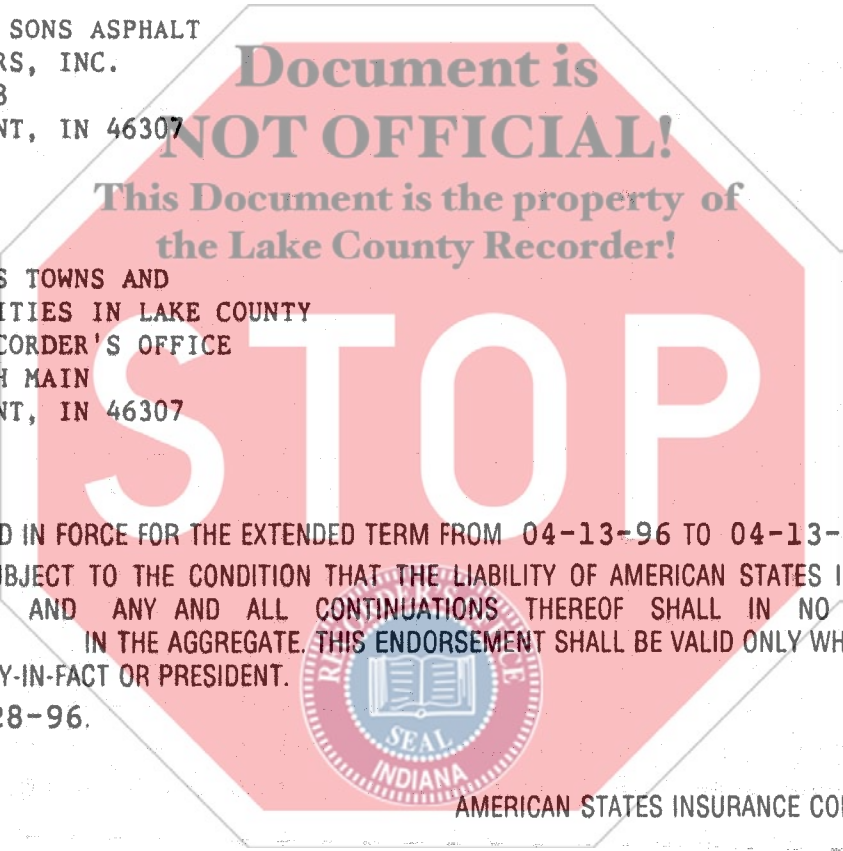 SONS ASPHALT
RS, INC.
3
NT, IN 46307
Document is
NOT OFFICIAL!
This Document is the property of
the Lake County Recorder!
S TOWNS AND
ITIES IN LAKE COUNTY
CORDER'S OFFICE
H MAIN
NT, IN 46307
STOP
D IN FORCE FOR THE EXTENDED TERM FROM 04-13-96 TO 04-13-
UBJECT TO THE CONDITION THAT THE LIABILITY OF AMERICAN STATES I
AND ANY AND ALL CONTINUATIONS THEREOF SHALL IN NO
IN THE AGGREGATE. THIS ENDORSEMENT SHALL BE VALID ONLY WH
Y-IN-FACT OR PRESIDENT.
28-96.
RECORDER'S OFFICE
SEAL
INDIANA
AMERICAN STATES INSURANCE CO